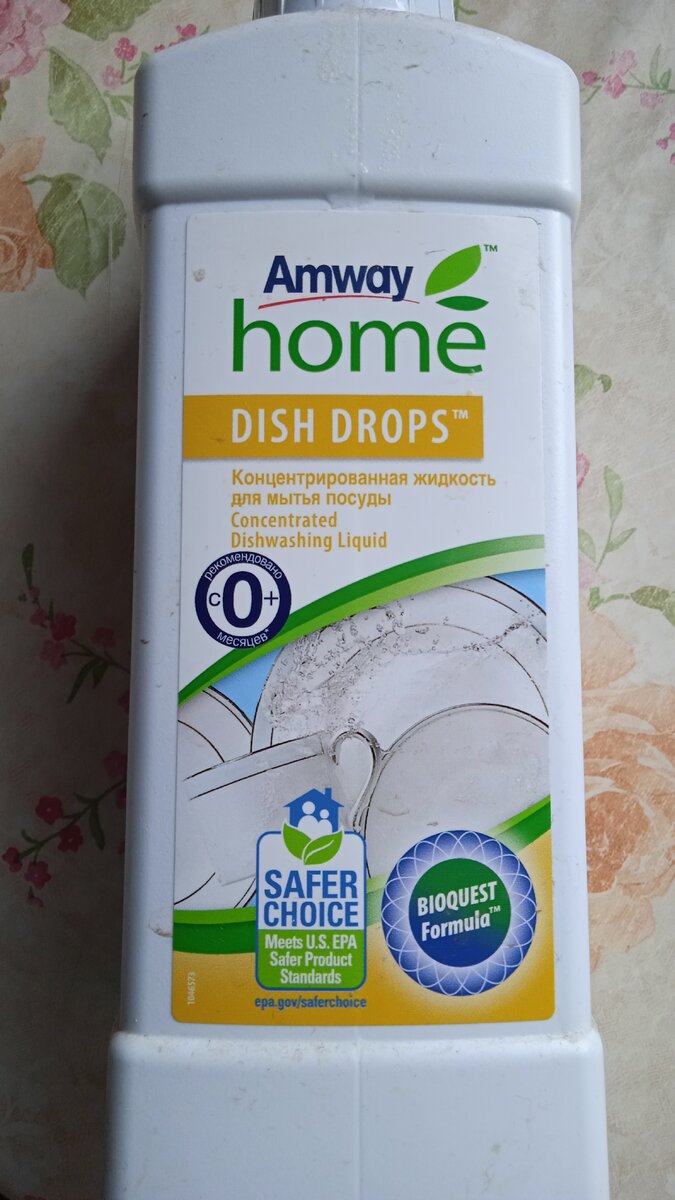 Amway™
home
DISH DROPS™
Концентрированная жидкость
для мытья посуды
Concentrated
Dishwashing Liquid
рекомендовано
с 0+
месяцев*
SAFER
CHOICE
Meets U.S. EPA
Safer Product
Standards
epa.gov/saferchoice
BIOQUEST
Formula™
1046573